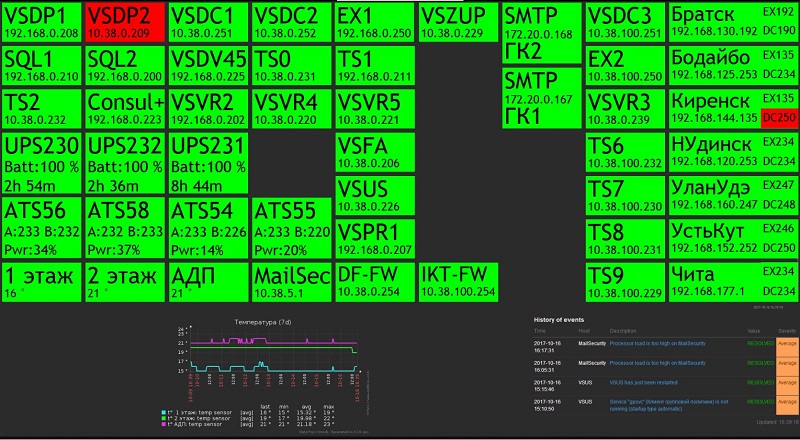 VSDP1 VSDP2 VSDC1 VSDC2 EX1 VSZUP SMTP VSDC3 Братск EX192
192.168.0.208 10.38.0.209 10.38.0.251 10.38.0.252 192.168.0.250 10.38.0.229 172.20.0.168 10.38.100.251 192.168.130.192 DC190
ГК2
SQL1 SQL2 VSDV45 TS0 TS1 EX2 Бодайбо EX135
192.168.0.210 192.168.0.200 192.168.0.225 10.38.0.231 192.168.0.211 10.38.100.250 192.168.125.253 DC234
SMTP
172.20.0.167
ГК1
TS2 Consul+ VSVR2 VSVR4 VSVR5 VSVR3 Киренск EX135
10.38.0.232 192.168.0.223 192.168.0.202 10.38.0.220 10.38.0.221 10.38.0.239 192.168.144.135 DC250
UPS230 UPS232 UPS231 VSFA TS6 НУдинск EX234
Batt:100 % Batt:100 % Batt:100 % 10.38.0.206 10.38.100.232 192.168.120.253 DC234
2h 54m 2h 36m 8h 44m
VSUS TS7 УланУдэ EX247
10.38.0.226 10.38.100.230 192.168.160.247 DC248
ATS56 ATS58 ATS54 ATS55
A:233 B:232 A:232 B:233 A:233 B:226 A:233 B:220
Pwr:34% Pwr:37% Pwr:14% Pwr:20%
VSPR1 TS8 УстьКут EX246
192.168.0.207 10.38.100.231 192.168.152.252 DC250
1 этаж 2 этаж АДП MailSec DF-FW IKT-FW TS9 Чита EX234
16 ° 21 ° 21 ° 10.38.5.1 10.38.0.254 10.38.100.254 10.38.100.229 192.168.177.1 DC234
Температура (7d)
24 °
21 °
19 °
17 °
15 °
last min avg max
t° 1 этаж: temp sensor [avg] 16 ° 15 ° 15.32 ° 19 °
t° 2 этаж: temp sensor [avg] 19 ° 17 ° 19.98 ° 22 °
t° АДП: temp sensor [avg] 21 ° 21 ° 21.18 ° 23 °
History of events
Time Host Description Value Severity
2017-10-16 16:17:31 MailSecurity Processor load is too high on MailSecurity RESOLVED Average
2017-10-16 16:05:31 MailSecurity Processor load is too high on MailSecurity RESOLVED Average
2017-10-16 15:15:46 VSUS VSUS has just been restarted RESOLVED Average
2017-10-16 15:10:50 VSUS Service "gpsvc" (Клиент групповой политики) is not running (startup type automatic) RESOLVED Average